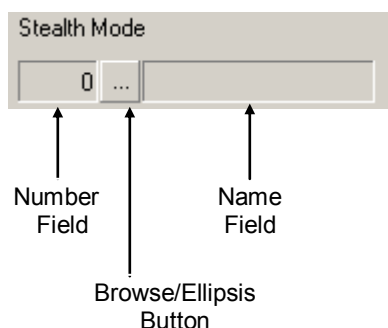 Stealth Mode
0 ...
Number Name
Field Field
Browse/Ellipsis
Button